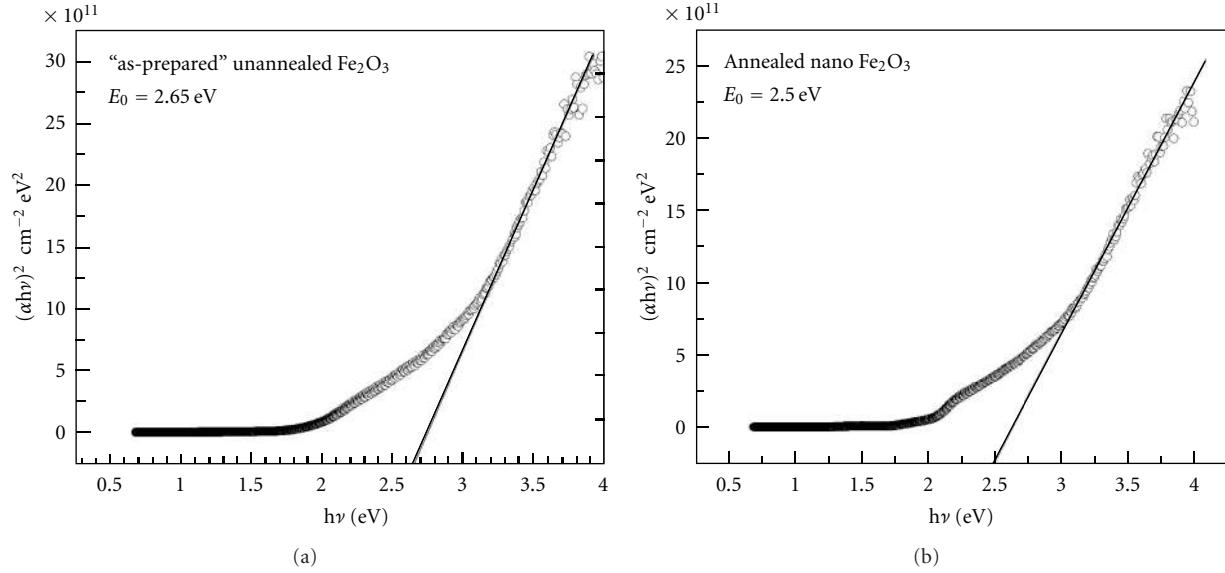 × 10¹¹
30
25
20
15
10
5
0
(αhν)² cm⁻² eV²
“as-prepared” unannealed Fe₂O₃
E₀ = 2.65 eV
0.5 1 1.5 2 2.5 3 3.5 4
hν (eV)
(a)
× 10¹¹
25
20
15
10
5
0
(αhν)² cm⁻² eV²
Annealed nano Fe₂O₃
E₀ = 2.5 eV
0.5 1 1.5 2 2.5 3 3.5 4
hν (eV)
(b)